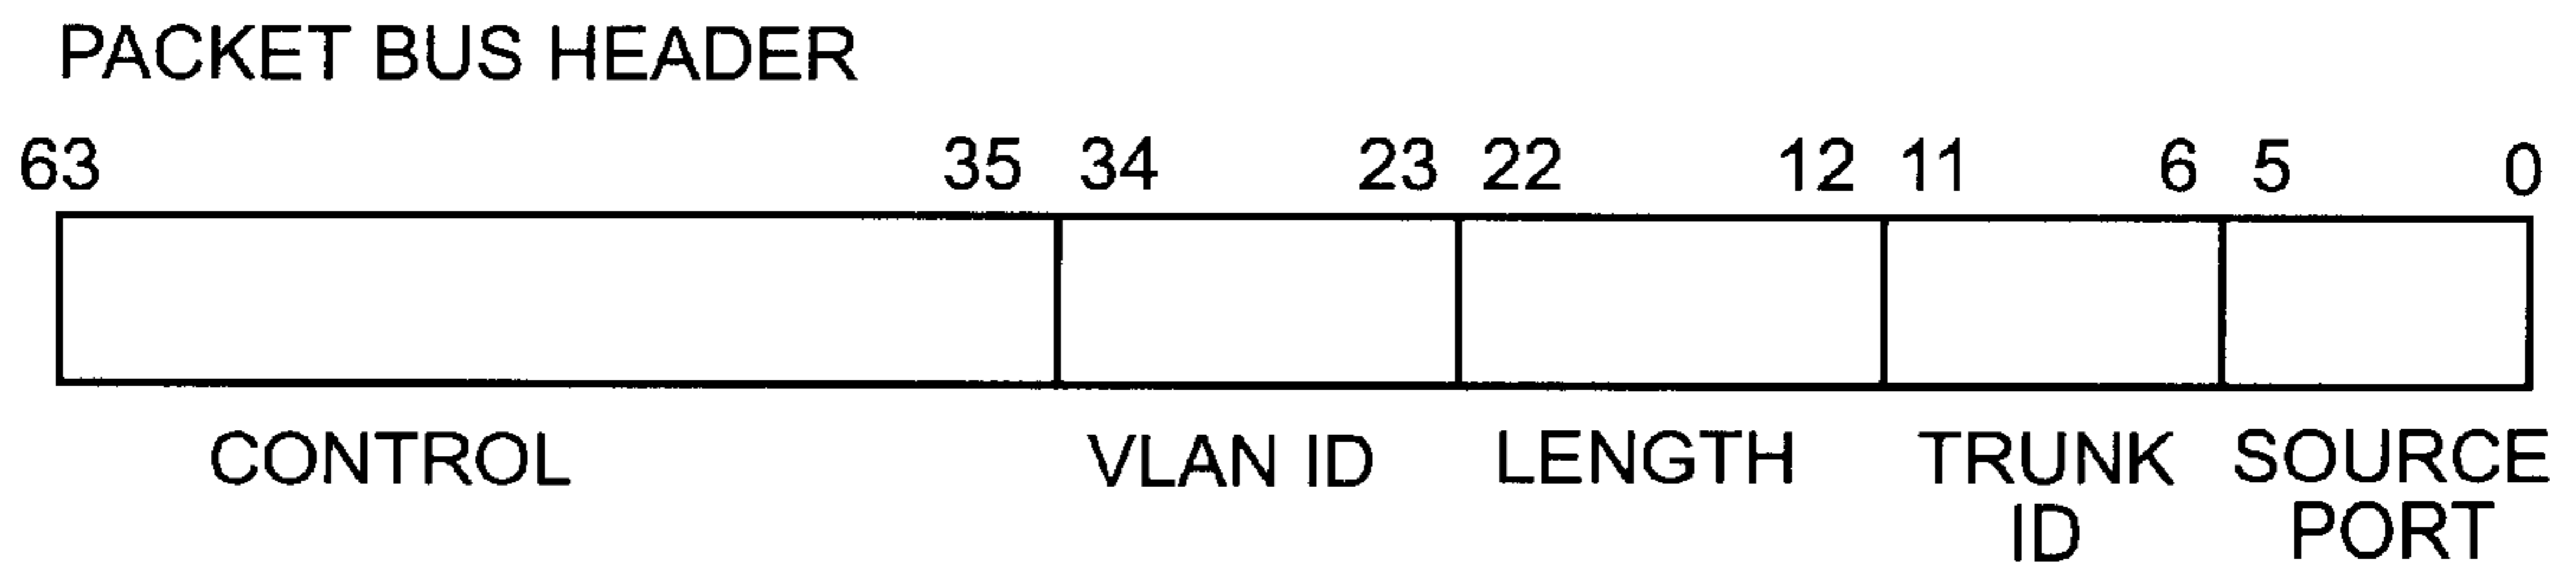 PACKET BUS HEADER
63 35 34 23 22 12 11 6 5 0
CONTROL VLAN ID LENGTH TRUNK ID SOURCE PORT